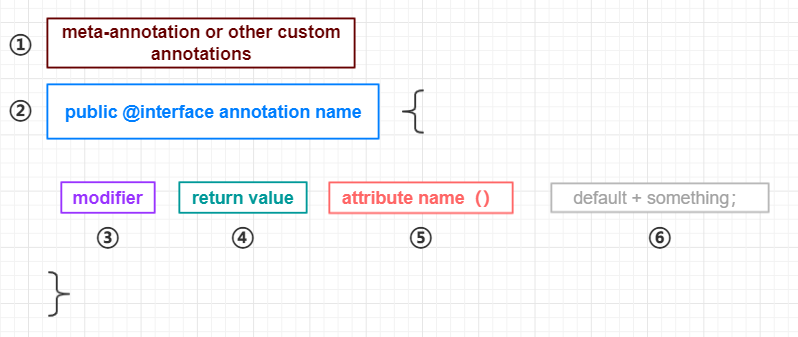 ① meta-annotation or other custom
annotations
② public @interface annotation name {
modifier return value attribute name () default + something;
③ ④ ⑤ ⑥
}